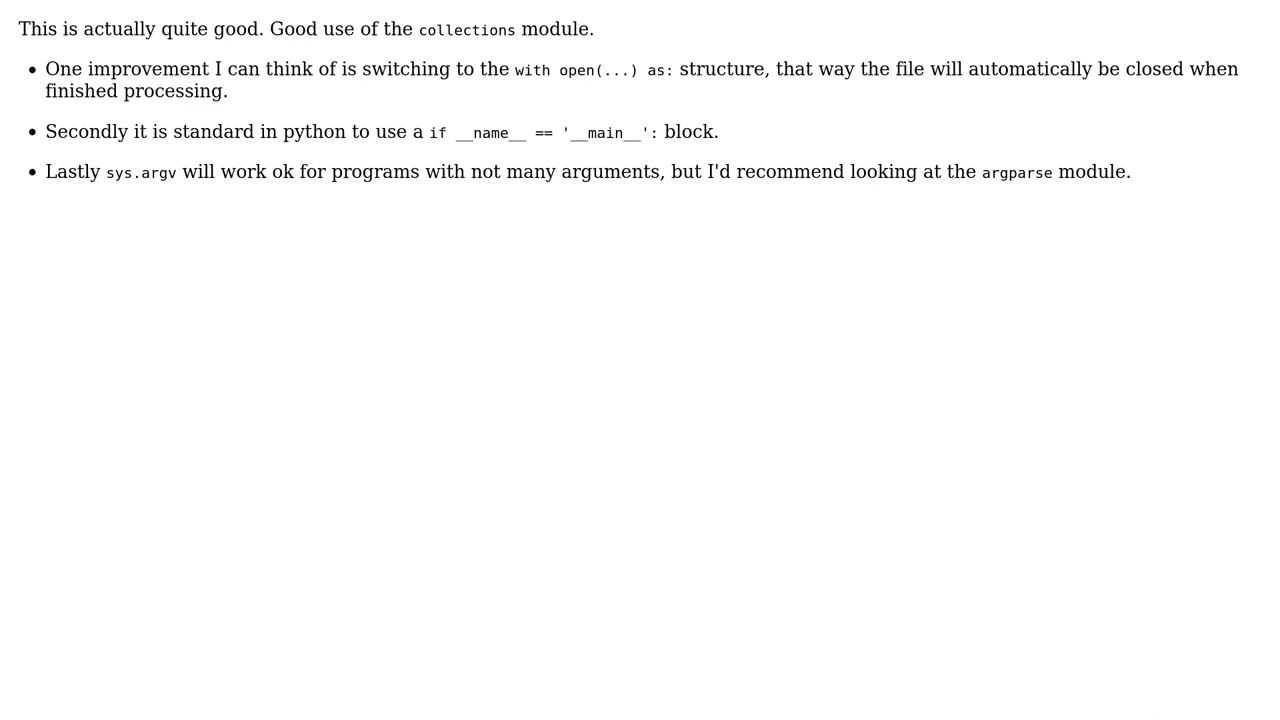 This is actually quite good. Good use of the collections module.
• One improvement I can think of is switching to the with open(...) as: structure, that way the file will automatically be closed when
finished processing.
• Secondly it is standard in python to use a if __name__ == '__main__': block.
• Lastly sys.argv will work ok for programs with not many arguments, but I'd recommend looking at the argparse module.